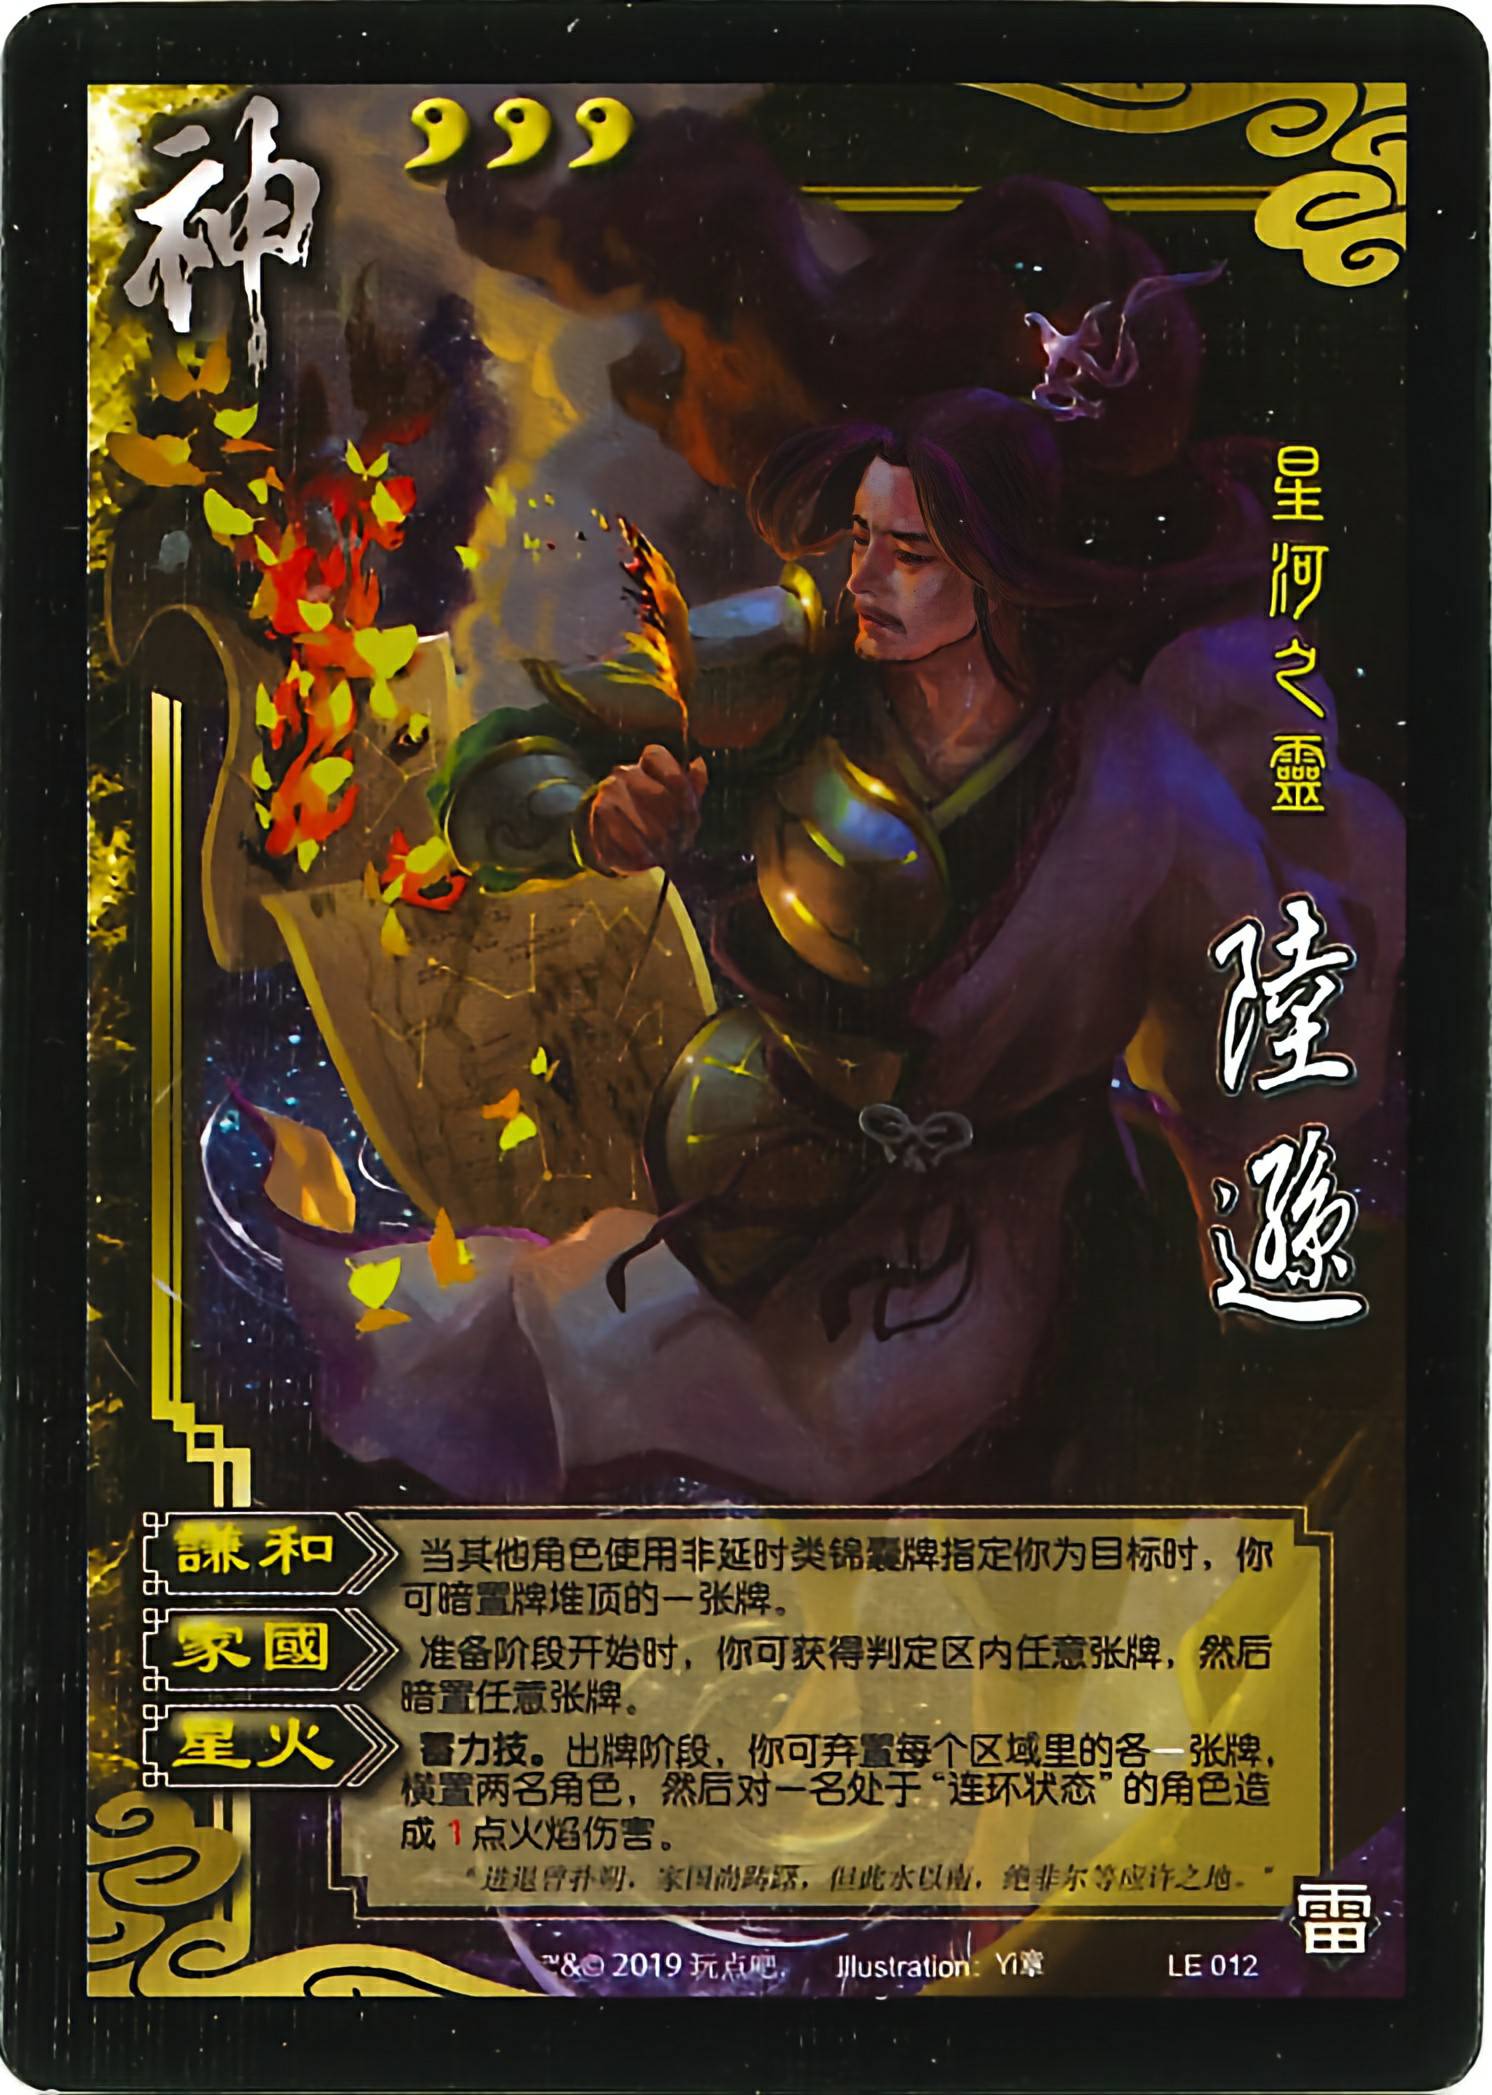 神
星河之靈
陸遜
謙和
当其他角色使用非延时类锦囊牌指定你为目标时，你
可暗置牌堆顶的一张牌。
家國
准备阶段开始时，你可获得判定区内任意张牌，然后
暗置任意张牌。
星火
蓄力技。出牌阶段，你可弃置每个区域里的各一张牌，
横置两名角色，然后对一名处于“连环状态”的角色造
成1点火焰伤害。
“进退曾扑朔，家国尚踌躇，但此水以南，绝非尔等应许之地。”
雷
™&© 2019 玩点吧. Illustration: Yi章 LE 012